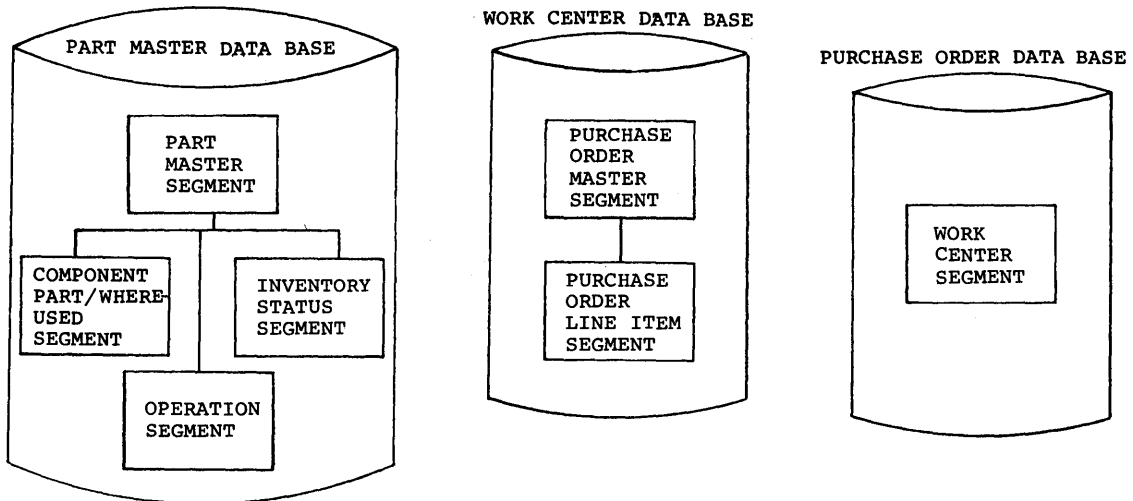 PART MASTER DATA BASE
PART
MASTER
SEGMENT
COMPONENT
PART/WHERE-
USED
SEGMENT
INVENTORY
STATUS
SEGMENT
OPERATION
SEGMENT
WORK CENTER DATA BASE
PURCHASE
ORDER
MASTER
SEGMENT
PURCHASE
ORDER
LINE ITEM
SEGMENT
PURCHASE ORDER DATA BASE
WORK
CENTER
SEGMENT